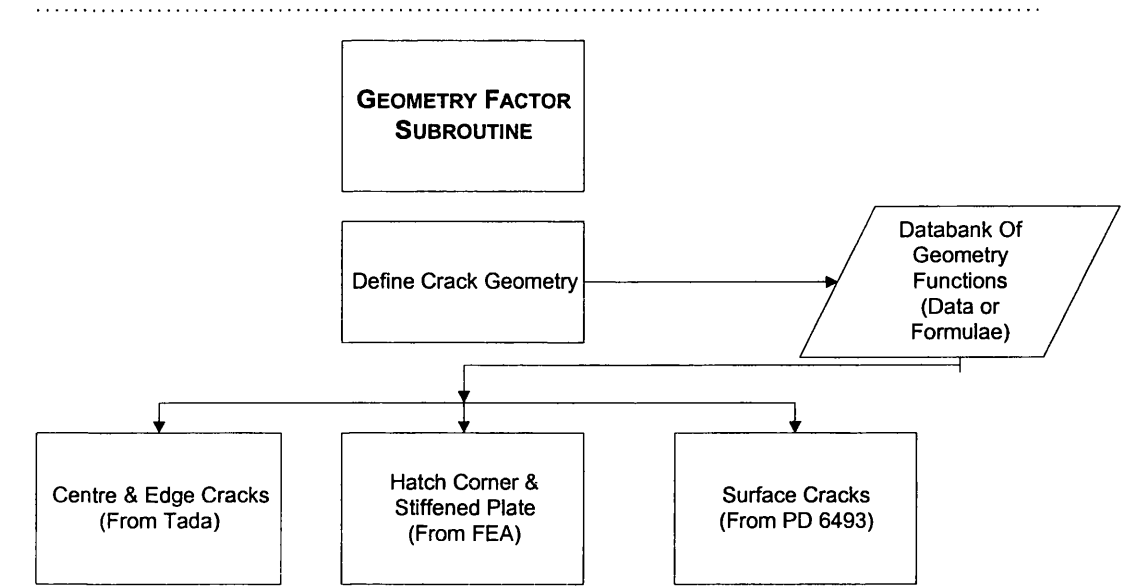 GEOMETRY FACTOR
SUBROUTINE
Define Crack Geometry
Databank Of
Geometry
Functions
(Data or
Formulae)
Centre & Edge Cracks
(From Tada)
Hatch Corner &
Stiffened Plate
(From FEA)
Surface Cracks
(From PD 6493)